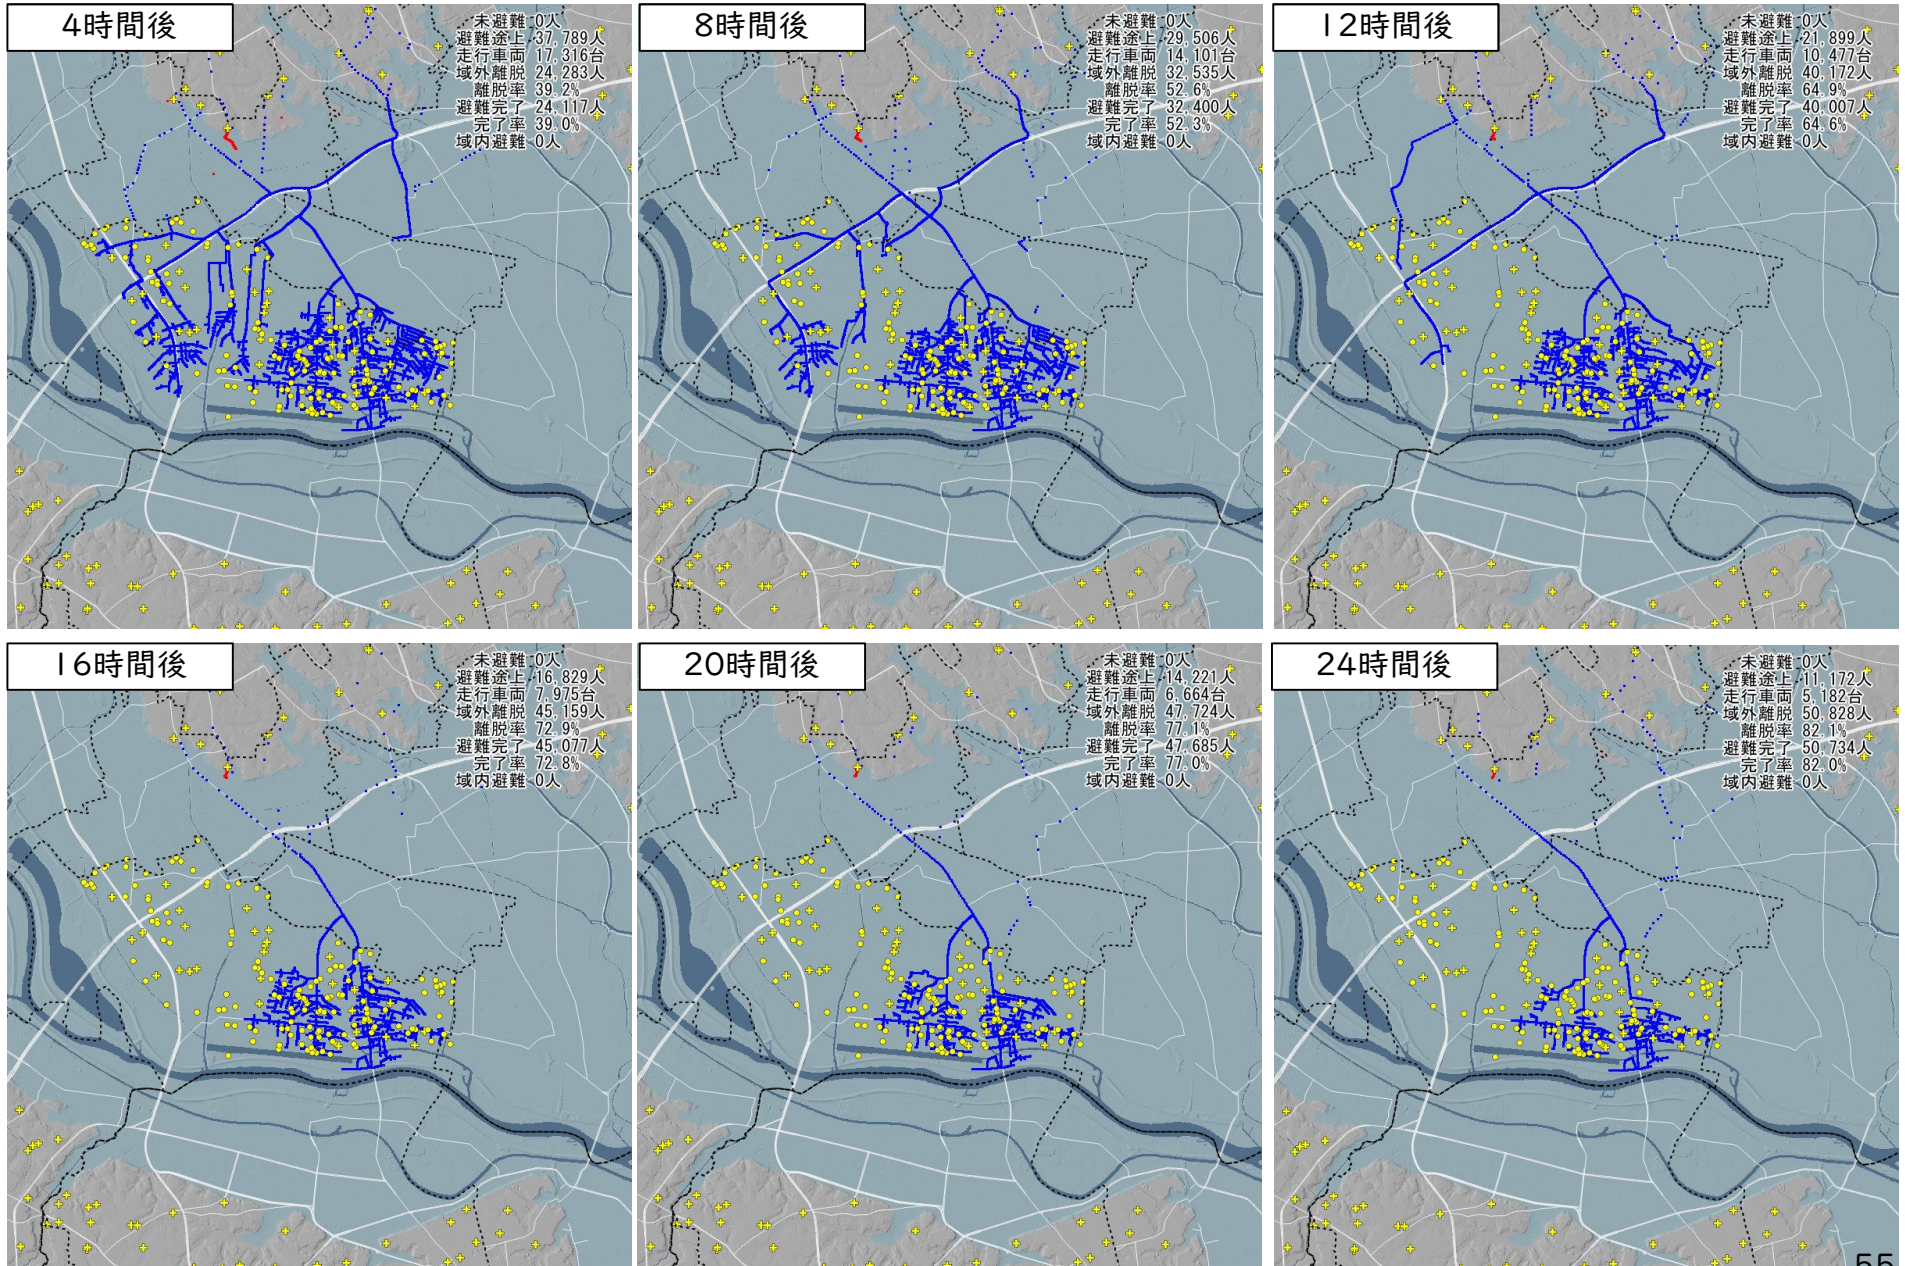 4時間後
未避難 0人
避難途上 37,789人
走行車両 17,316台
域外離脱 24,283人
離脱率 39.2%
避難完了 24,117人
完了率 39.0%
域内避難 0人
8時間後
未避難 0人
避難途上 29,506人
走行車両 14,101台
域外離脱 32,535人
離脱率 52.6%
避難完了 32,400人
完了率 52.3%
域内避難 0人
12時間後
未避難 0人
避難途上 21,899人
走行車両 10,477台
域外離脱 40,172人
離脱率 64.9%
避難完了 40,007人
完了率 64.6%
域内避難 0人
16時間後
未避難 0人
避難途上 16,829人
走行車両 7,975台
域外離脱 45,159人
離脱率 72.9%
避難完了 45,077人
完了率 72.8%
域内避難 0人
20時間後
未避難 0人
避難途上 14,221人
走行車両 6,664台
域外離脱 47,724人
離脱率 77.1%
避難完了 47,685人
完了率 77.0%
域内避難 0人
24時間後
未避難 0人
避難途上 11,172人
走行車両 5,182台
域外離脱 50,828人
離脱率 82.1%
避難完了 50,734人
完了率 82.0%
域内避難 0人
55